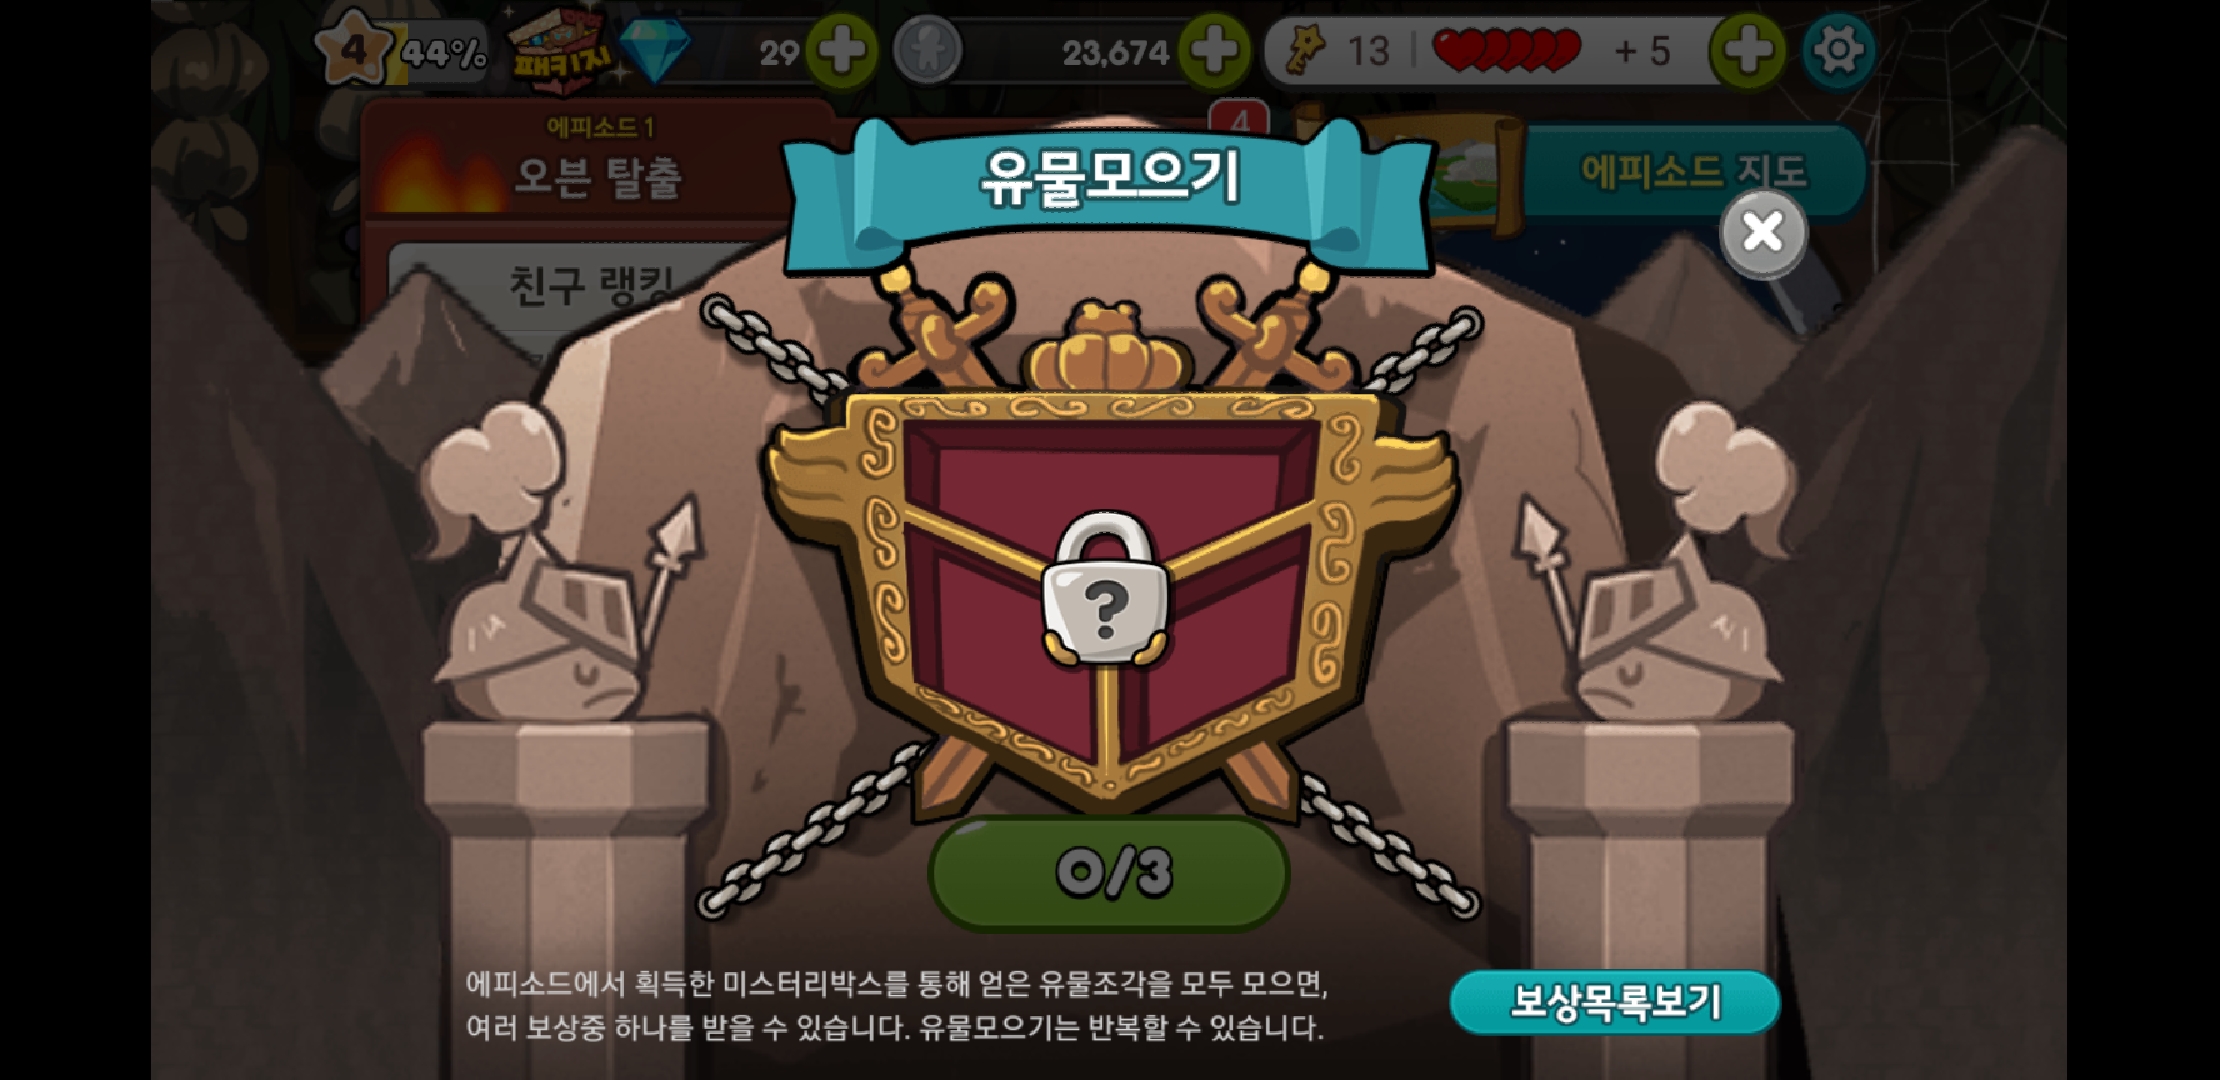 4
44%
패키지
29
23,674
13
+ 5
에피소드 1
오븐 탈출
4
에피소드 지도
유물모으기
친구 랭킹
?
0/3
에피소드에서 획득한 미스터리박스를 통해 얻은 유물조각을 모두 모으면,
여러 보상중 하나를 받을 수 있습니다. 유물모으기는 반복할 수 있습니다.
보상목록보기